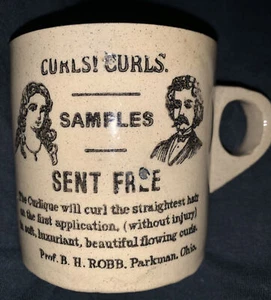 CURLS! CURLS.
SAMPLES
SENT FREE
The Curlique will curl the straightest hair
on the first application, (without injury)
in soft, luxuriant, beautiful flowing curls.
Prof. B. H. ROBB. Parkman, Ohio.